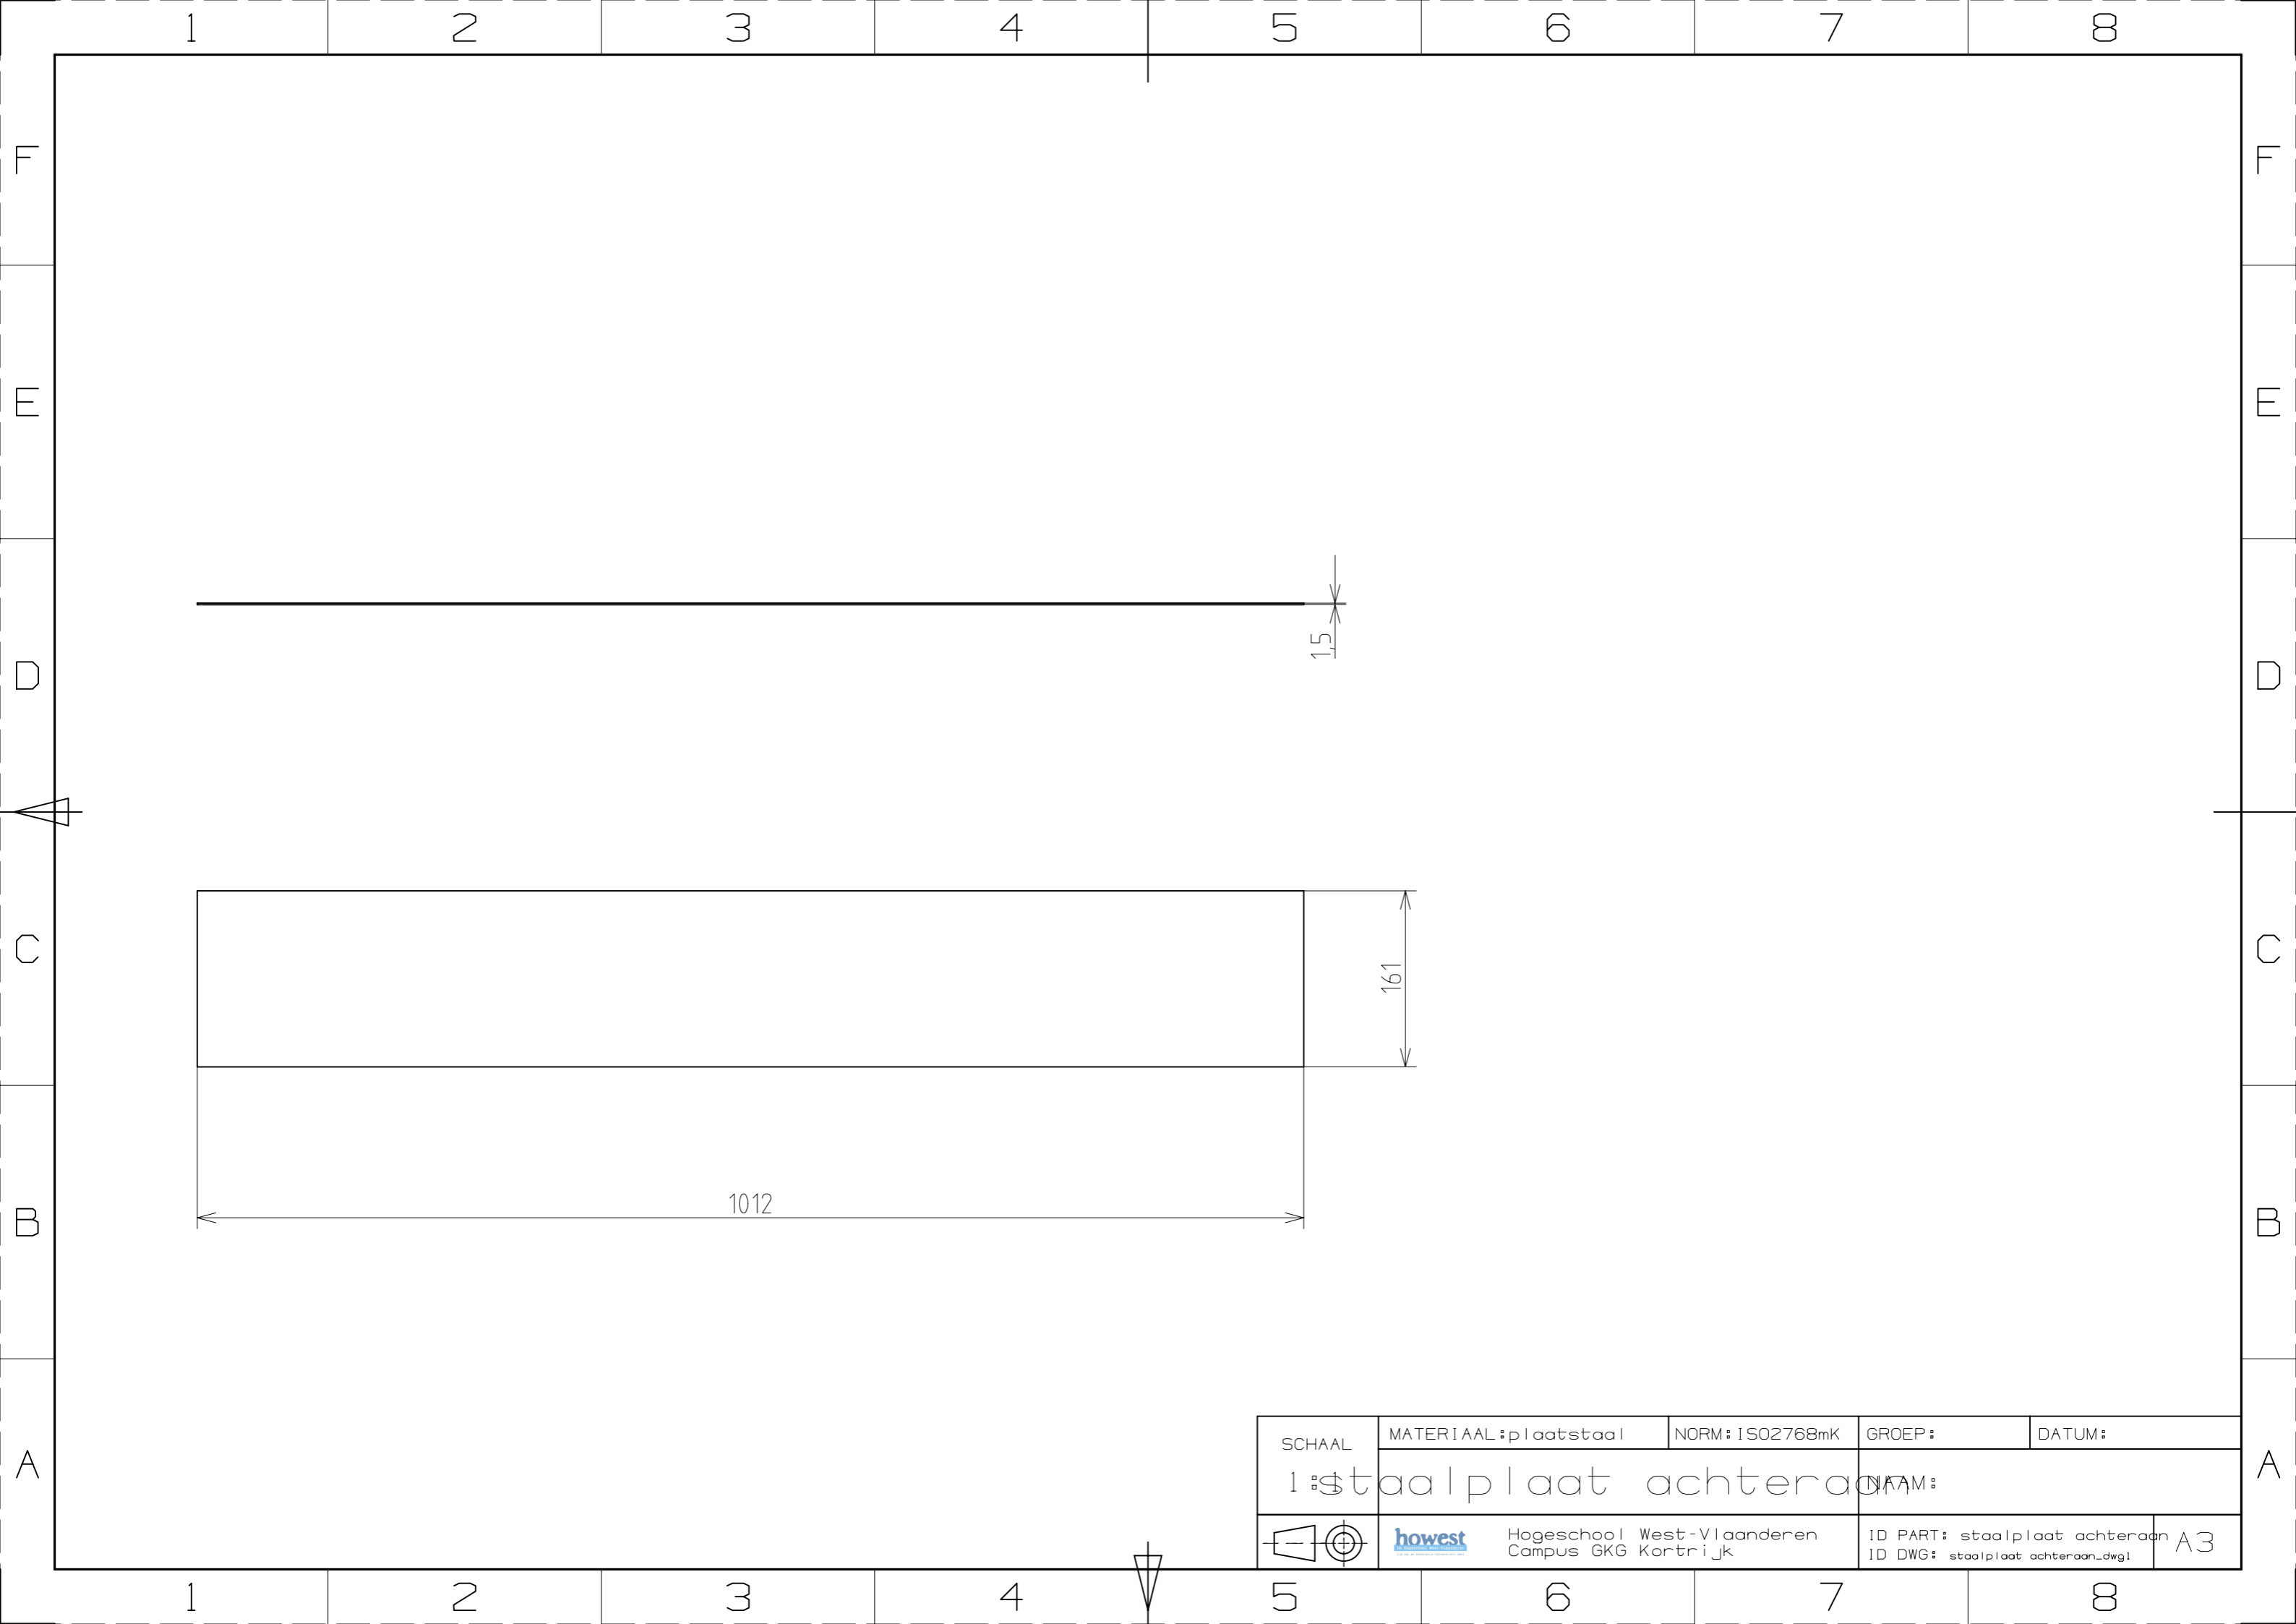 1 2 3 4 5 6 7 8
F F
E E
1,5
D D
C C
161
1012
B B
SCHAAL
1:1
MATERIAAL:plaatstaal
NORM:ISO2768mK
GROEP:
DATUM:
A A
staalplaat achteraan
NAAM:
howest
Hogeschool West-Vlaanderen
Campus GKG Kortrijk
ID PART: staalplaat achteraan
ID DWG: staalplaat achteraan_dwg1
A3
1 2 3 4 5 6 7 8